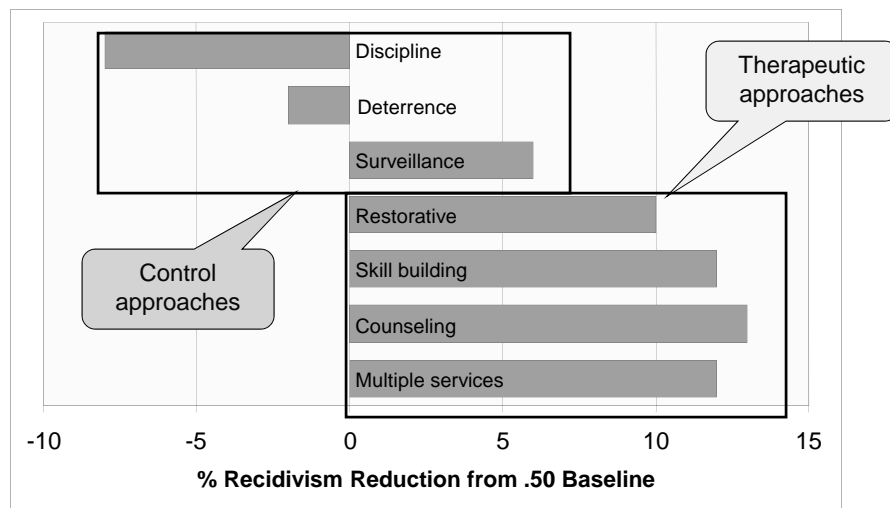 Discipline
Therapeutic
approaches
Deterrence
Surveillance
Restorative
Control
approaches
Skill building
Counseling
Multiple services
-10 -5 0 5 10 15
% Recidivism Reduction from .50 Baseline